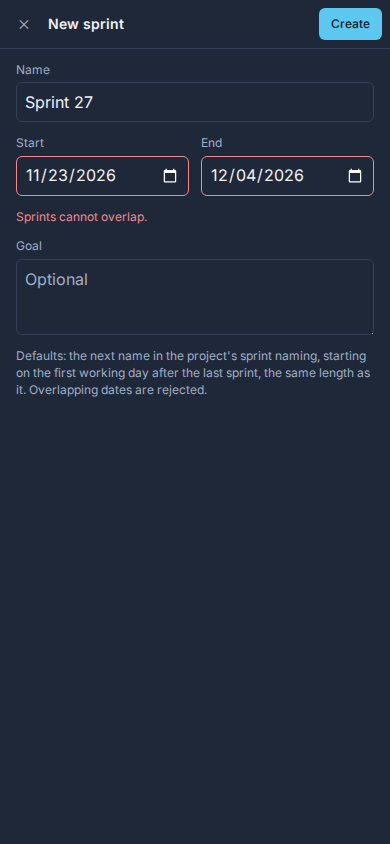 New sprint
Create
Name
Sprint 27
Start
End
11/23/2026
12/04/2026
Sprints cannot overlap.
Goal
Optional
Defaults: the next name in the project's sprint naming, starting
on the first working day after the last sprint, the same length as
it. Overlapping dates are rejected.